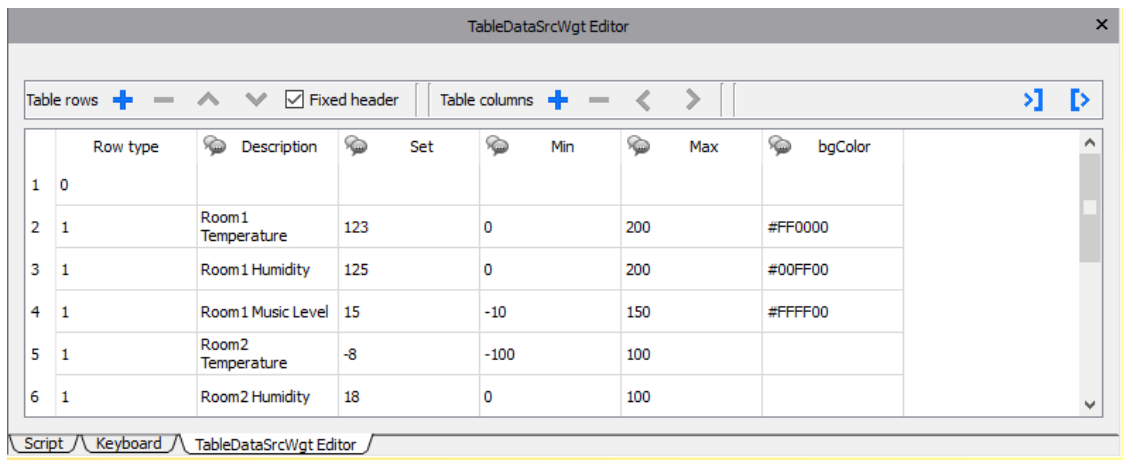 TableDataSrcWgt Editor
Table rows Fixed header Table columns
Row type Description Set Min Max bgColor
1 0
2 1 Room1 Temperature 123 0 200 #FF0000
3 1 Room1 Humidity 125 0 200 #00FF00
4 1 Room1 Music Level 15 -10 150 #FFFF00
5 1 Room2 Temperature -8 -100 100
6 1 Room2 Humidity 18 0 100
Script Keyboard TableDataSrcWgt Editor